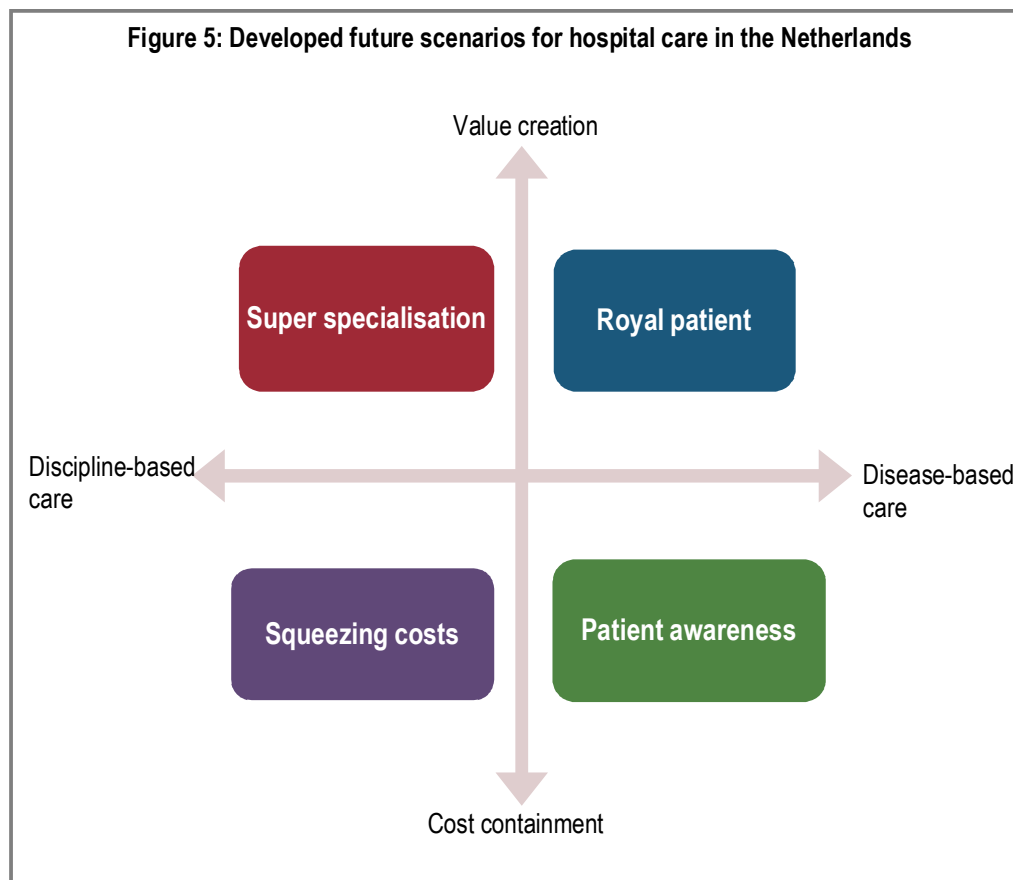 Figure 5: Developed future scenarios for hospital care in the Netherlands
Value creation
Super specialisation
Royal patient
Discipline-based
care
Disease-based
care
Squeezing costs
Patient awareness
Cost containment